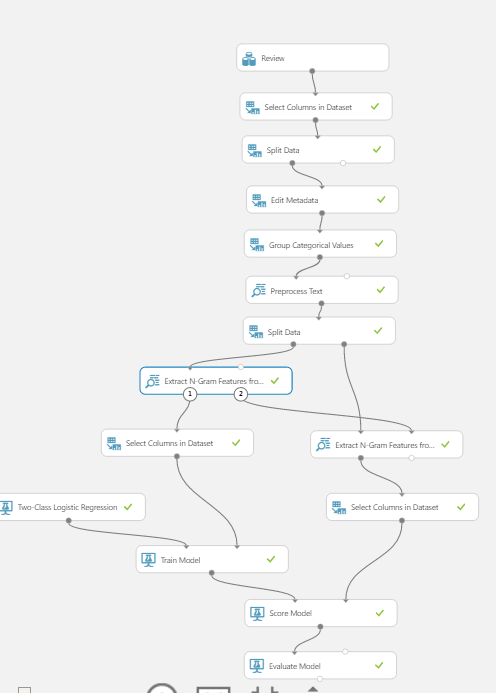 Review
Select Columns in Dataset
Split Data
Edit Metadata
Group Categorical Values
Preprocess Text
Split Data
Extract N-Gram Features fro...
1 2
Select Columns in Dataset
Extract N-Gram Features fro...
Two-Class Logistic Regression
Select Columns in Dataset
Train Model
Score Model
Evaluate Model